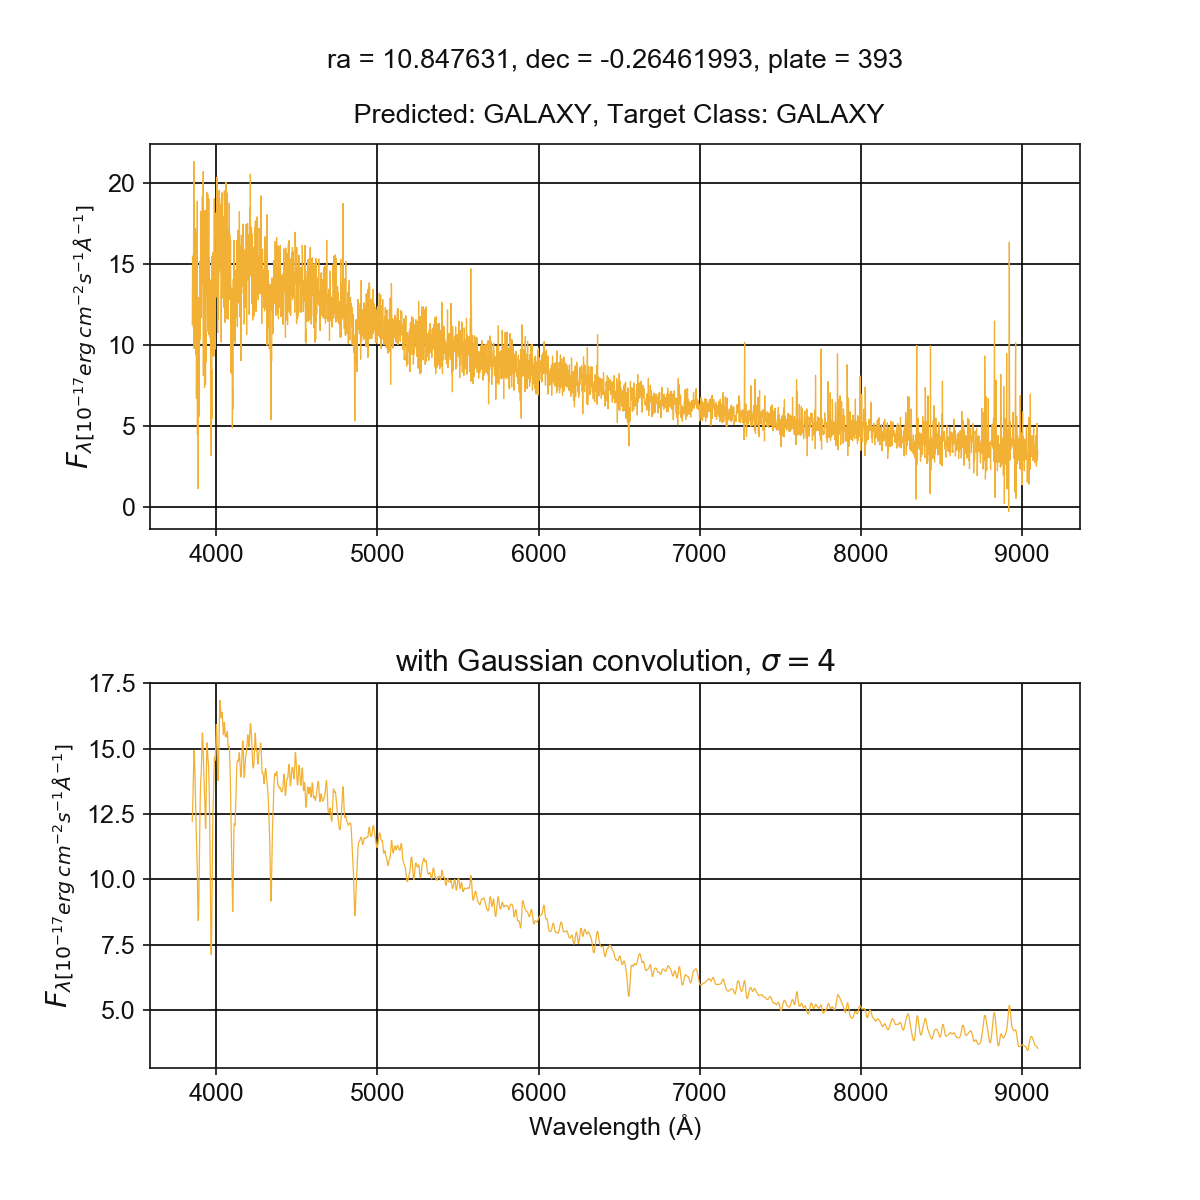 ra = 10.847631, dec = -0.26461993, plate = 393
Predicted: GALAXY, Target Class: GALAXY
Fλ[10⁻¹⁷erg cm⁻²s⁻¹Å⁻¹]
20
15
10
5
0
4000 5000 6000 7000 8000 9000
with Gaussian convolution, σ = 4
Fλ[10⁻¹⁷erg cm⁻²s⁻¹Å⁻¹]
17.5
15.0
12.5
10.0
7.5
5.0
4000 5000 6000 7000 8000 9000
Wavelength (Å)